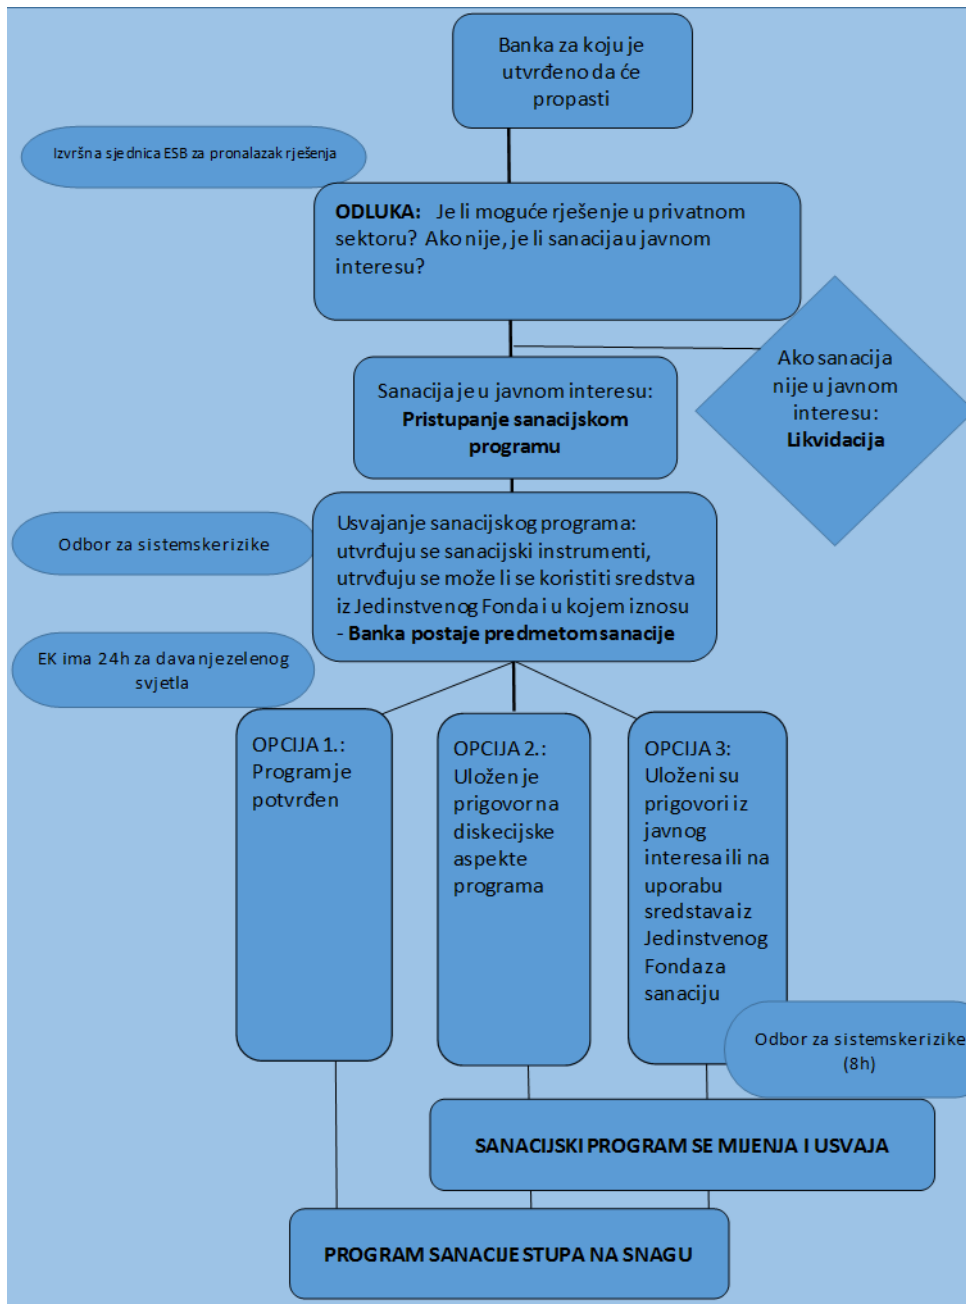 Banka za koju je
utvrđeno da će
propasti
Izvršna sjednica ESB za pronalazak rješenja
ODLUKA: Je li moguće rješenje u privatnom
sektoru? Ako nije, je li sanacija u javnom
interesu?
Ako sanacija
nije u javnom
interesu:
Likvidacija
Sanacija je u javnom interesu:
Pristupanje sanacijskom
programu
Odbor za sistemske rizike
Usvajanje sanacijskog programa:
utvrđuju se sanacijski instrumenti,
utrvđuju se može li se koristiti sredstva
iz Jedinstvenog Fonda i u kojem iznosu
- Banka postaje predmetom sanacije
EK ima 24h za davanje zelenog
svjetla
OPCIJA 1.:
Program je
potvrđen
OPCIJA 2.:
Uložen je
prigovor na
diskecijske
aspekte
programa
OPCIJA 3:
Uloženi su
prigovori iz
javnog
interesa ili na
uporabu
sredstava iz
Jedinstvenog
Fonda za
sanaciju
Odbor za sistemske rizike
(8h)
SANACIJSKI PROGRAM SE MIJENJA I USVAJA
PROGRAM SANACIJE STUPA NA SNAGU